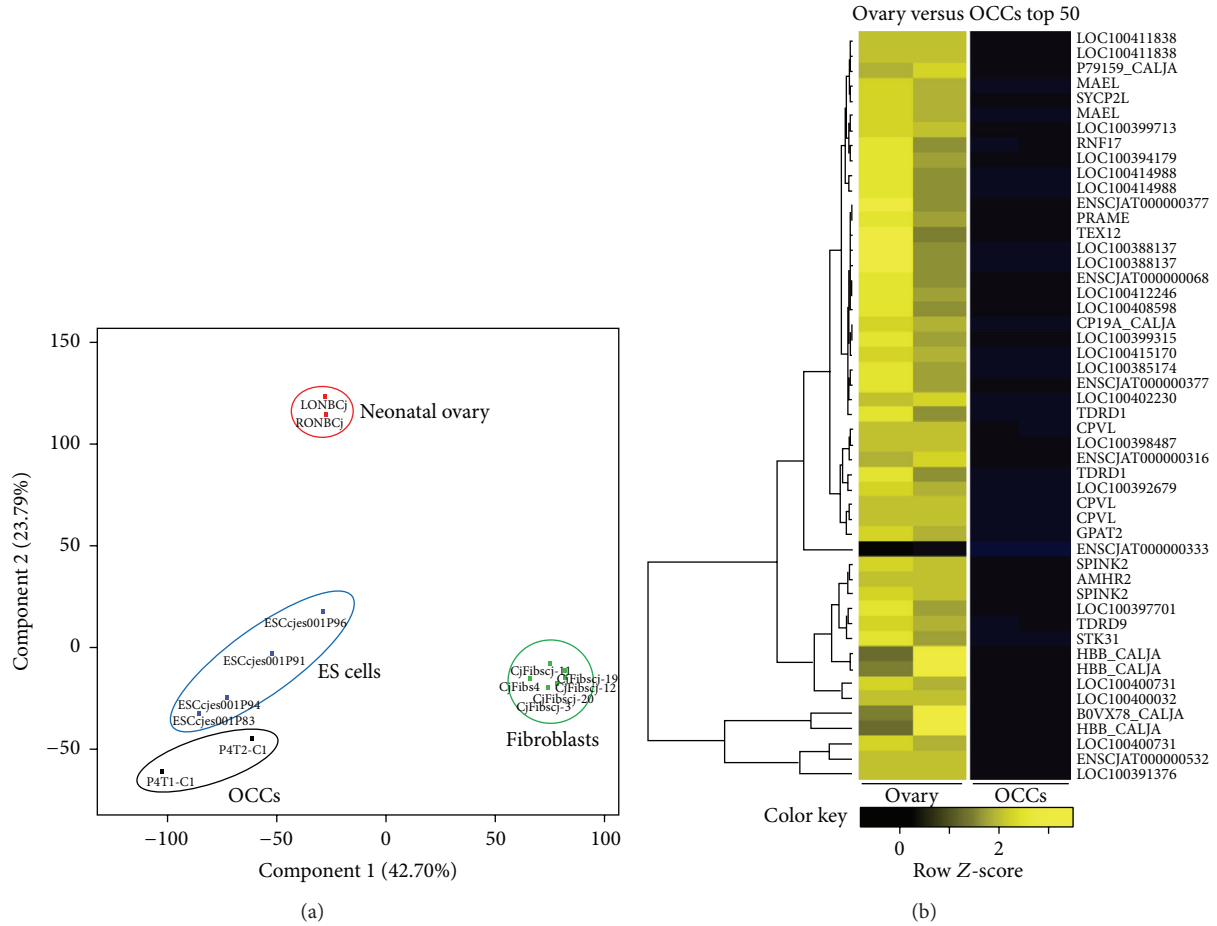 150
100
50
0
−50
−100
−50
0
50
100
Component 2 (23.79%)
Component 1 (42.70%)
LONBCj
RONBCj
Neonatal ovary
ESCcjes001P96
ESCcjes001P91
ES cells
ESCcjes001P94
ESCcjes001P83
P4T2-C1
P4T1-C1
OCCs
CjFibscj-11
CjFibscj-19
CjFibs4
CjFibscj-12
CjFibscj-20
CjFibscj-3
Fibroblasts
(a)
Ovary versus OCCs top 50
LOC100411838
LOC100411838
P79159_CALJA
MAEL
SYCP2L
MAEL
LOC100399713
RNF17
LOC100394179
LOC100414988
LOC100414988
ENSCJAT000000377
PRAME
TEX12
LOC100388137
LOC100388137
ENSCJAT000000068
LOC100412246
LOC100408598
CP19A_CALJA
LOC100399315
LOC100415170
LOC100385174
ENSCJAT000000377
LOC100402230
TDRD1
CPVL
LOC100398487
ENSCJAT000000316
TDRD1
LOC100392679
CPVL
CPVL
GPAT2
ENSCJAT000000333
SPINK2
AMHR2
SPINK2
LOC100397701
TDRD9
STK31
HBB_CALJA
HBB_CALJA
LOC100400731
LOC100400032
B0VX78_CALJA
HBB_CALJA
LOC100400731
ENSCJAT000000532
LOC100391376
Ovary
OCCs
Color key
0
2
Row Z-score
(b)